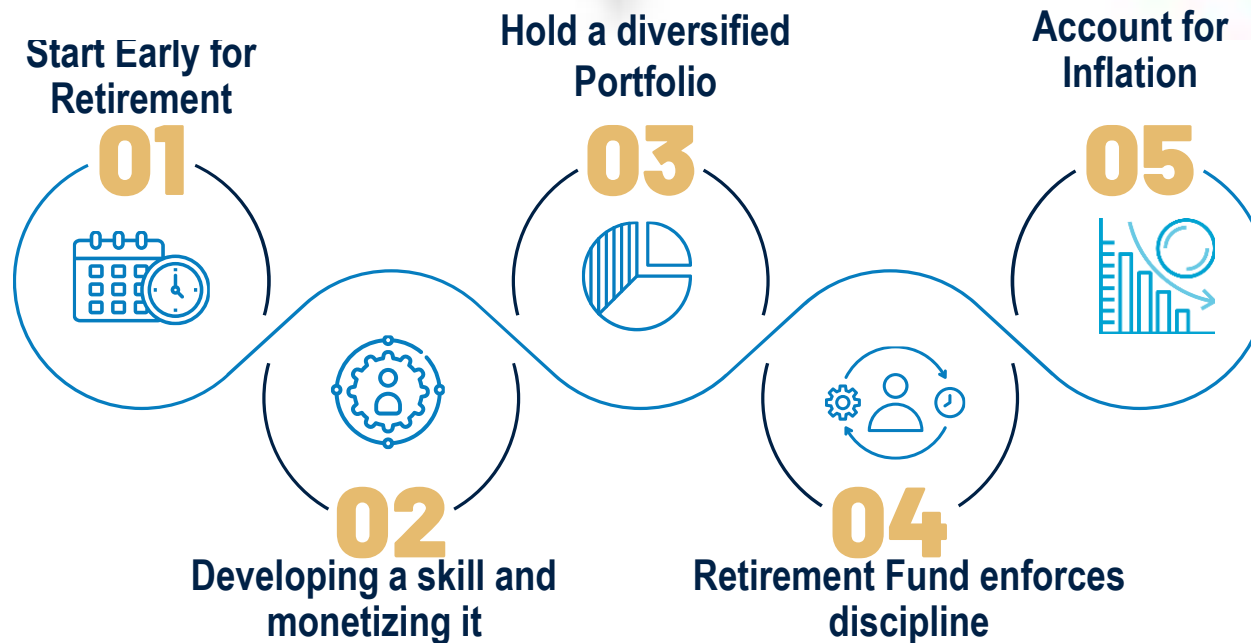 Start Early for
Retirement
01
Developing a skill and
monetizing it
02
Hold a diversified
Portfolio
03
Retirement Fund enforces
discipline
04
Account for
Inflation
05